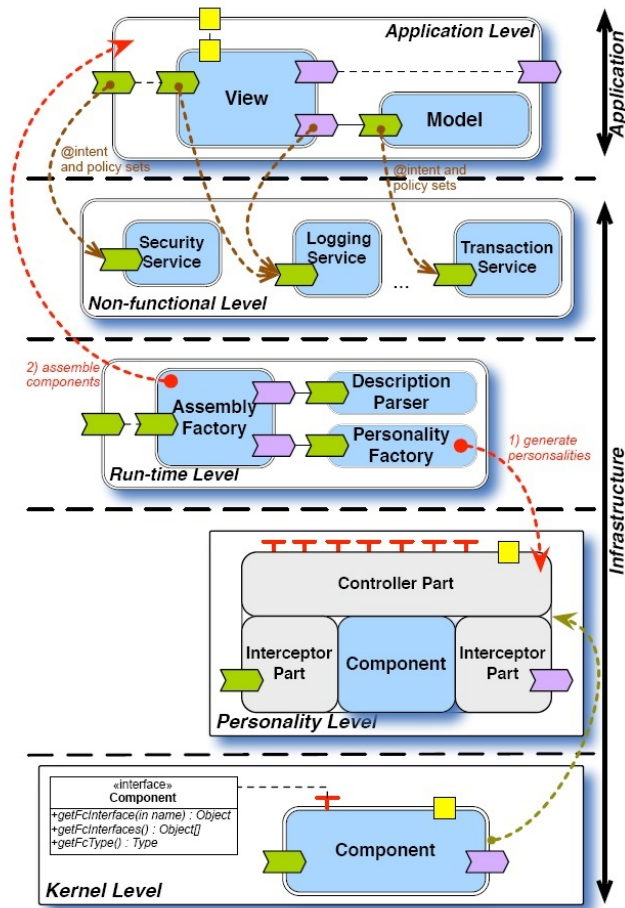 Application Level
Application
View
Model
@intent
and policy sets
@intent and
policy sets
Security
Service
Logging
Service
...
Transaction
Service
Non-functional Level
2) assemble
components
Assembly
Factory
Description
Parser
Personality
Factory
1) generate
personsalities
Run-time Level
Infrastructure
Controller Part
Interceptor
Part
Component
Interceptor
Part
Personality Level
«interface»
Component
+getFcInterface(in name) : Object
+getFcInterfaces() : Object[]
+getFcType() : Type
Component
Kernel Level